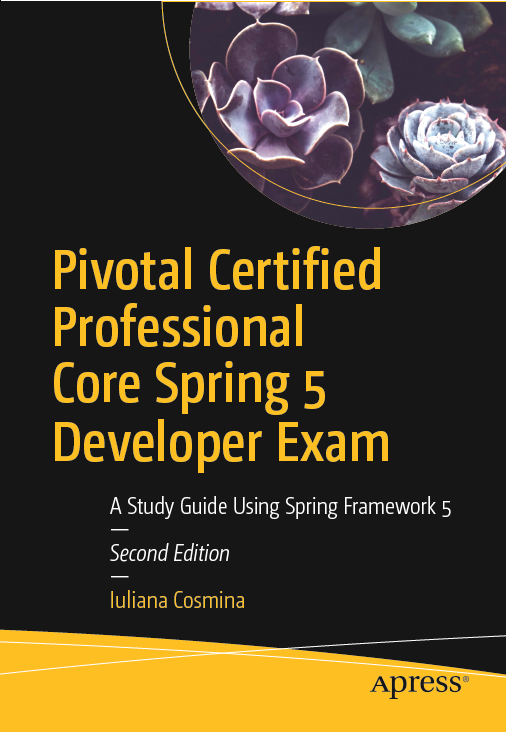 Pivotal Certified
Professional
Core Spring 5
Developer Exam
A Study Guide Using Spring Framework 5
—
Second Edition
—
Iuliana Cosmina
Apress®